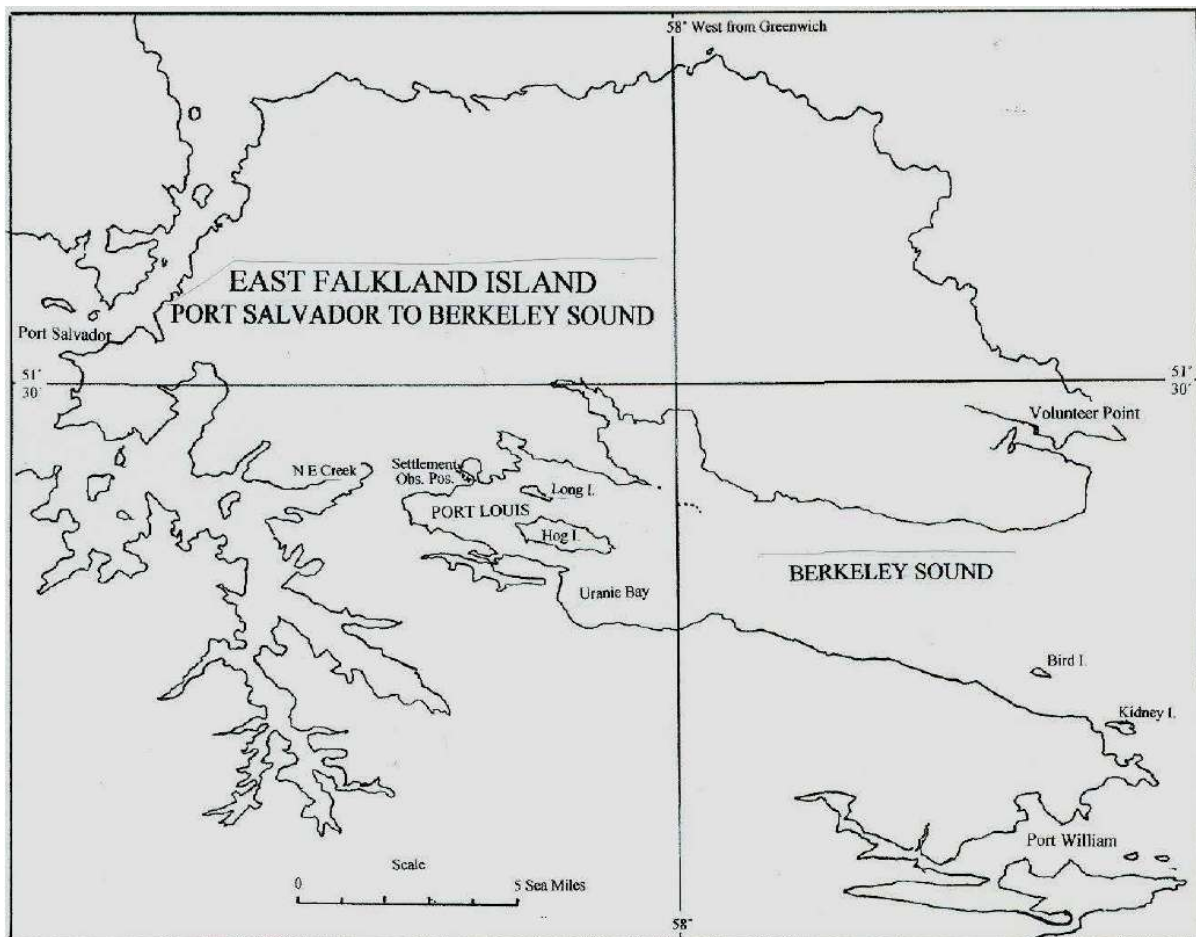 58° West from Greenwich
EAST FALKLAND ISLAND
PORT SALVADOR TO BERKELEY SOUND
Port Salvador
51°
30´
51°
30´
Volunteer Point
N E Creek
Settlement
Obs. Pos.
Long I.
PORT LOUIS
Hog I.
BERKELEY SOUND
Uranie Bay
Bird I.
Kidney I.
Port William
Scale
0
5 Sea Miles
58°